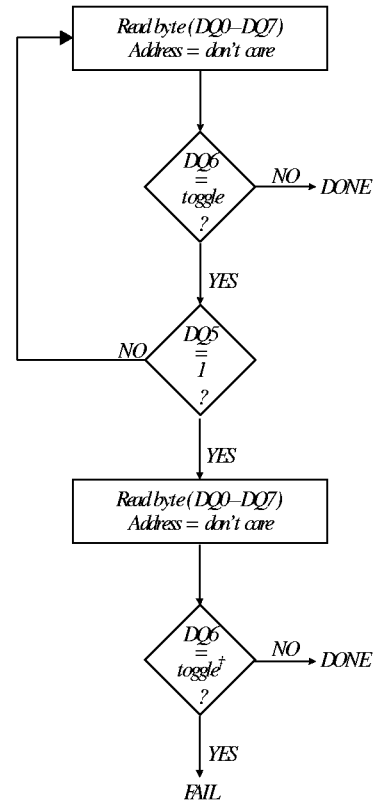 Read byte (DQ0–DQ7)
Address = don't care
DQ6
=
toggle
?
NO
DONE
YES
DQ5
=
1
?
NO
YES
Read byte (DQ0–DQ7)
Address = don't care
DQ6
=
toggle†
?
NO
DONE
YES
FAIL